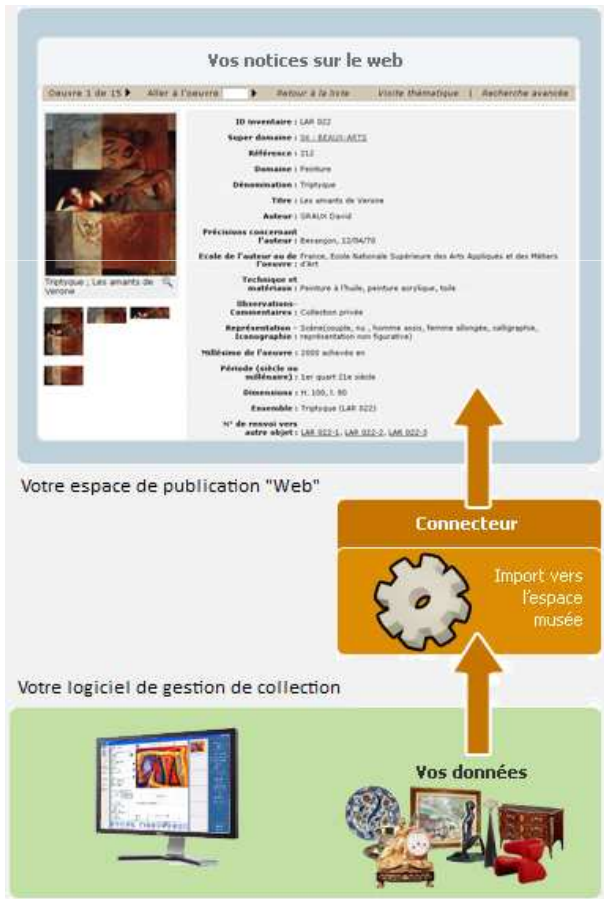 Vos notices sur le web
Oeuvre 1 de 15 Aller à l'oeuvre Retour à la liste Visite thématique | Recherche avancée
ID inventaire : LAR 022
Super domaine : 04 : BEAUX-ARTS
Référence : 212
Domaine : Peinture
Dénomination : Triptyque
Titre : Les amants de Verone
Auteur : GRAUX David
Précisions concernant
l'auteur : Besançon, 12/04/70
Ecole de l'auteur ou de France, Ecole Nationale Supérieure des Arts Appliqués et des Métiers
l'oeuvre : d'Art
Triptyque ; Les amants de
Verone
Technique et
matériaux : Peinture à l'huile, peinture acrylique, toile
Observations-
Commentaires : Collection privée
Représentation - Scène(couple, nu , homme assis, femme allongée, calligraphie,
Iconographie : représentation non figurative)
Millésime de l'oeuvre : 2000 achevée en
Période (siècle ou
millénaire) : 1er quart 21e siècle
Dimensions : H. 100, l. 80
Ensemble : Triptyque (LAR 022)
N° de renvoi vers
autre objet : LAR 022-1, LAR 022-2, LAR 022-3
Votre espace de publication "Web"
Connecteur
Import vers
l'espace
musée
Votre logiciel de gestion de collection
Vos données